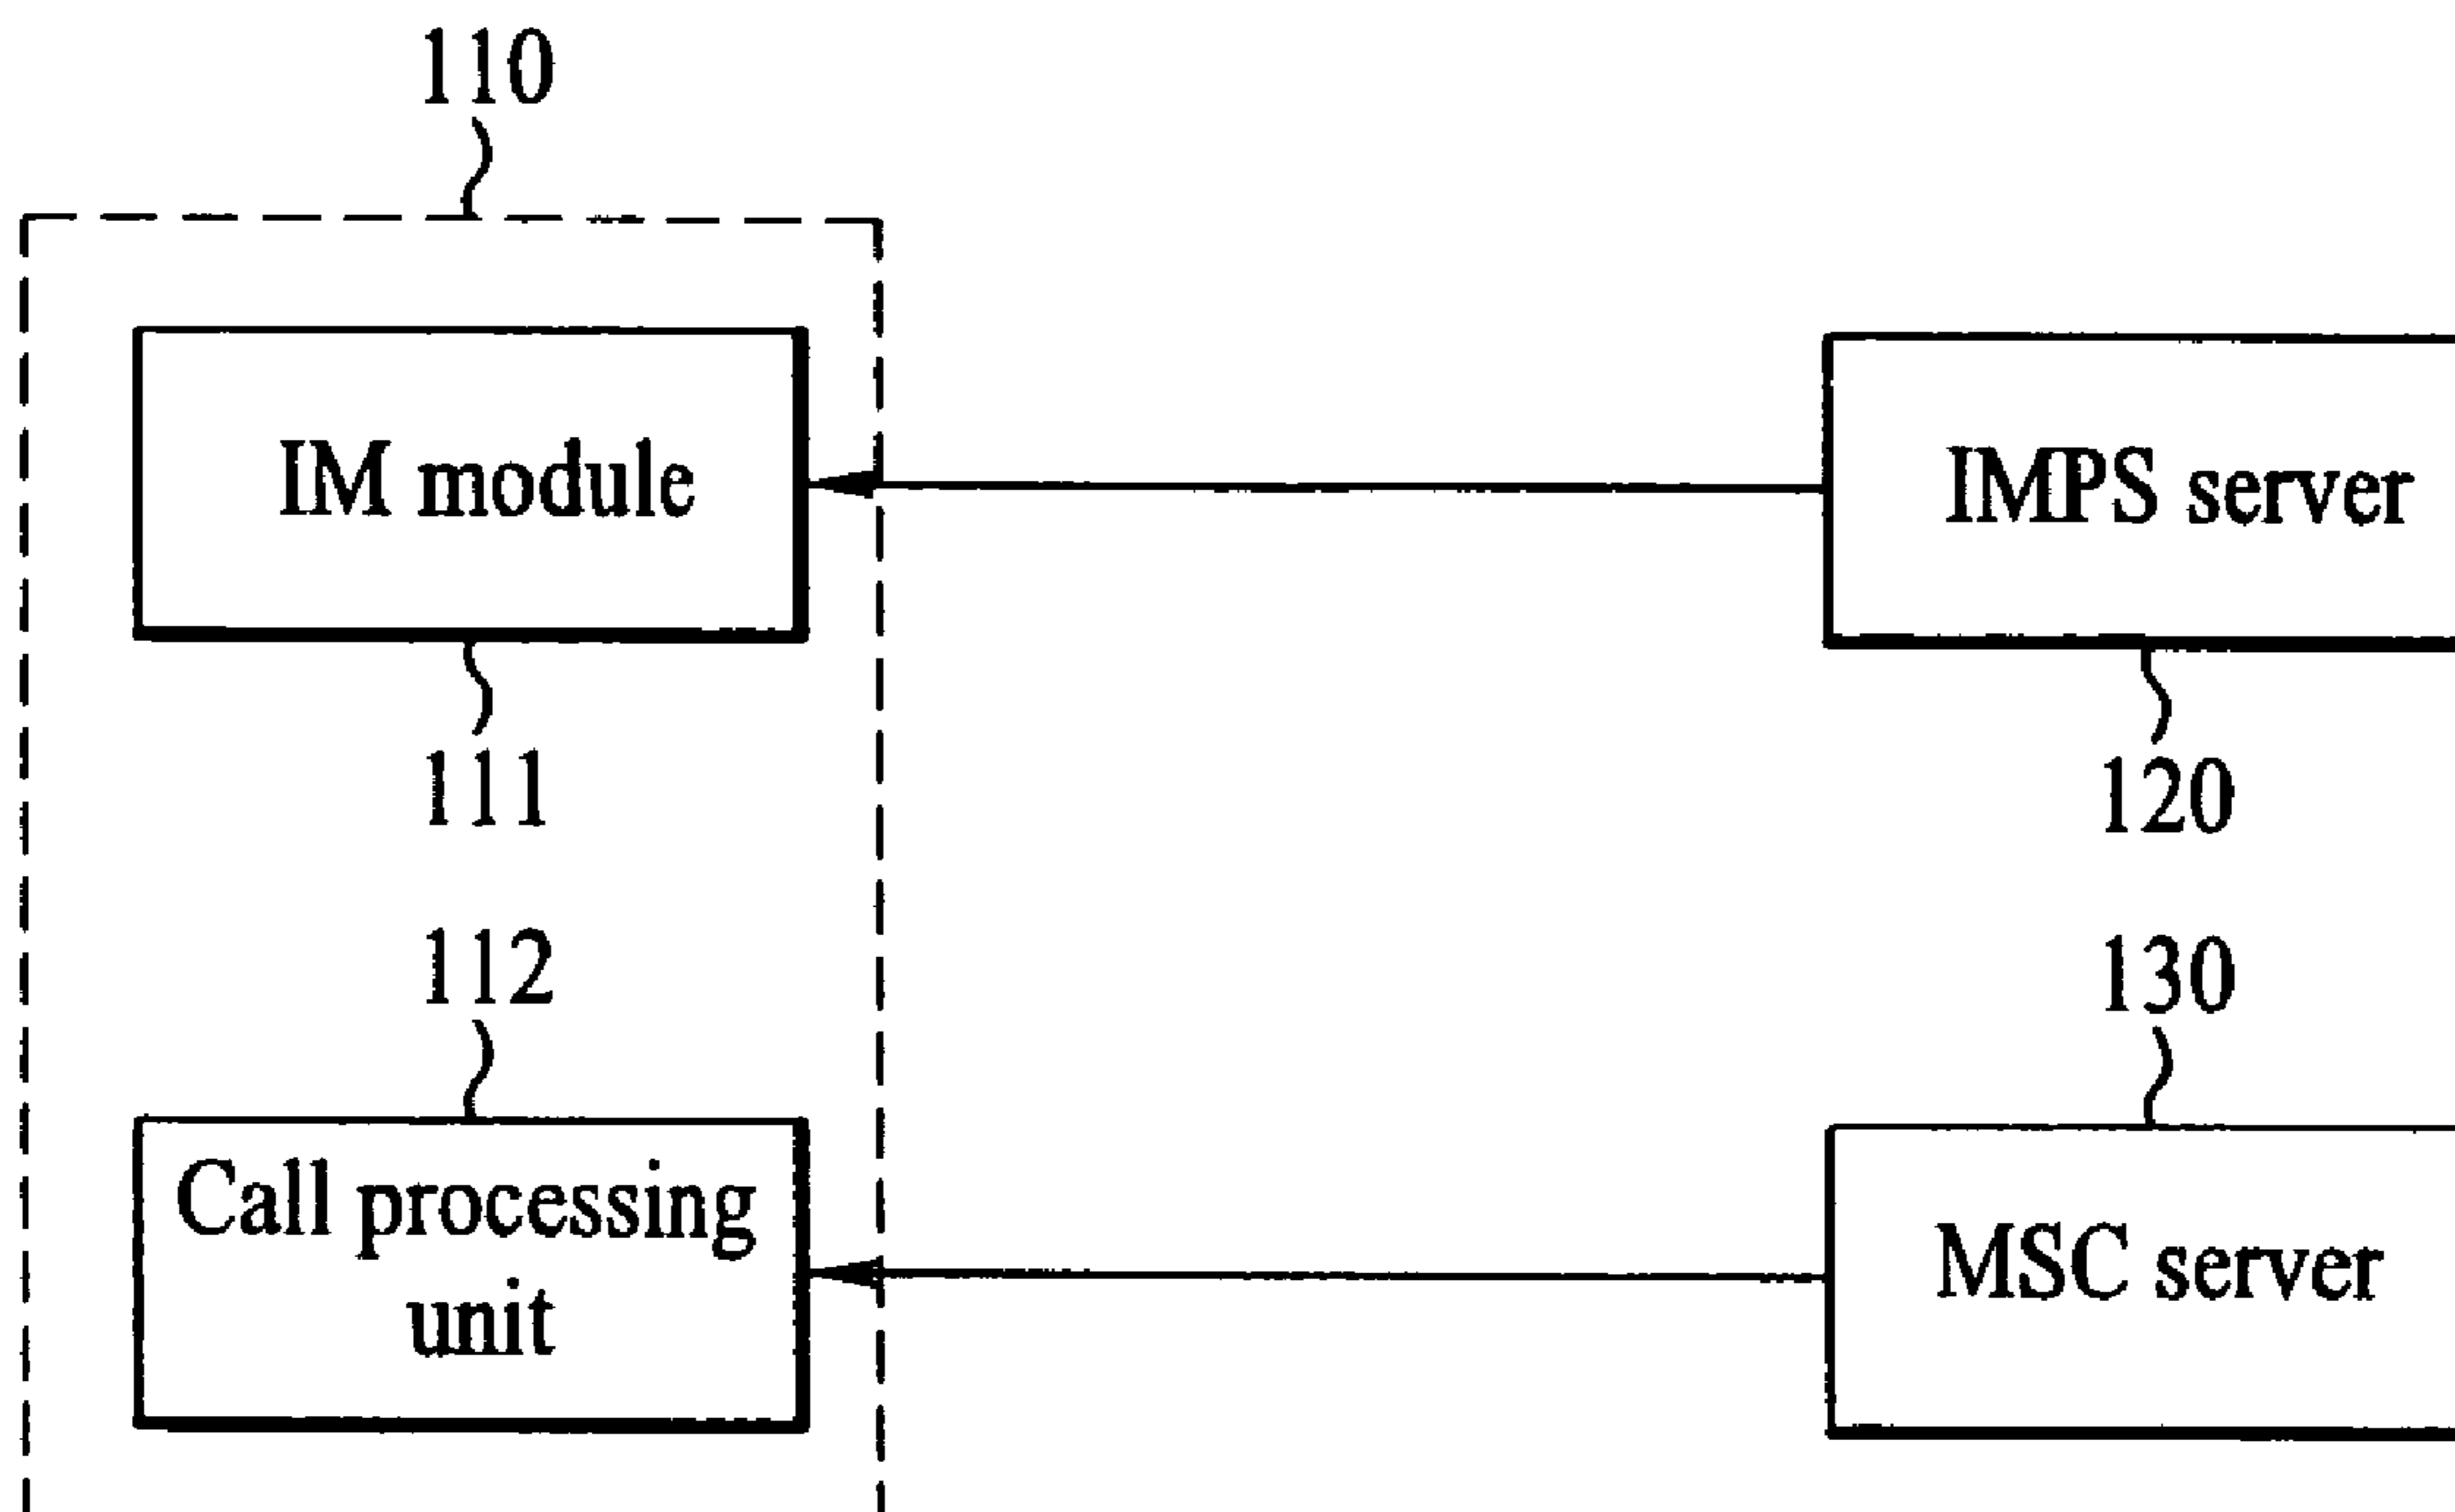 110
IM module
IMPS server
111
120
112
130
Call processing
unit
MSC server